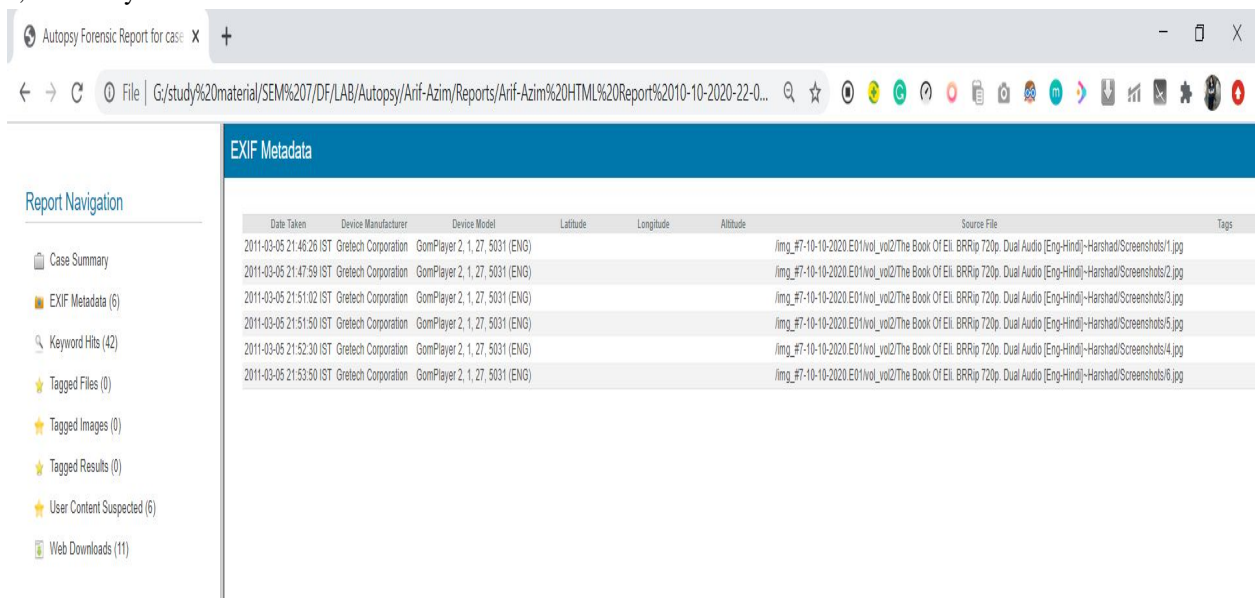 Autopsy Forensic Report for case
File | G:/study%20material/SEM%207/DF/LAB/Autopsy/Arif-Azim/Reports/Arif-Azim%20HTML%20Report%2010-10-2020-22-0...
EXIF Metadata
Report Navigation
Case Summary
EXIF Metadata (6)
Keyword Hits (42)
Tagged Files (0)
Tagged Images (0)
Tagged Results (0)
User Content Suspected (6)
Web Downloads (11)
Date Taken Device Manufacturer Device Model Latitude Longitude Altitude Source File Tags
2011-03-05 21:46:26 IST Gretech Corporation GomPlayer 2, 1, 27, 5031 (ENG) /img_#7-10-10-2020.E01/vol_vol2/The Book Of Eli. BRRip 720p. Dual Audio [Eng-Hindi]~Harshad/Screenshots/1.jpg
2011-03-05 21:47:59 IST Gretech Corporation GomPlayer 2, 1, 27, 5031 (ENG) /img_#7-10-10-2020.E01/vol_vol2/The Book Of Eli. BRRip 720p. Dual Audio [Eng-Hindi]~Harshad/Screenshots/2.jpg
2011-03-05 21:51:02 IST Gretech Corporation GomPlayer 2, 1, 27, 5031 (ENG) /img_#7-10-10-2020.E01/vol_vol2/The Book Of Eli. BRRip 720p. Dual Audio [Eng-Hindi]~Harshad/Screenshots/3.jpg
2011-03-05 21:51:50 IST Gretech Corporation GomPlayer 2, 1, 27, 5031 (ENG) /img_#7-10-10-2020.E01/vol_vol2/The Book Of Eli. BRRip 720p. Dual Audio [Eng-Hindi]~Harshad/Screenshots/5.jpg
2011-03-05 21:52:30 IST Gretech Corporation GomPlayer 2, 1, 27, 5031 (ENG) /img_#7-10-10-2020.E01/vol_vol2/The Book Of Eli. BRRip 720p. Dual Audio [Eng-Hindi]~Harshad/Screenshots/4.jpg
2011-03-05 21:53:50 IST Gretech Corporation GomPlayer 2, 1, 27, 5031 (ENG) /img_#7-10-10-2020.E01/vol_vol2/The Book Of Eli. BRRip 720p. Dual Audio [Eng-Hindi]~Harshad/Screenshots/6.jpg